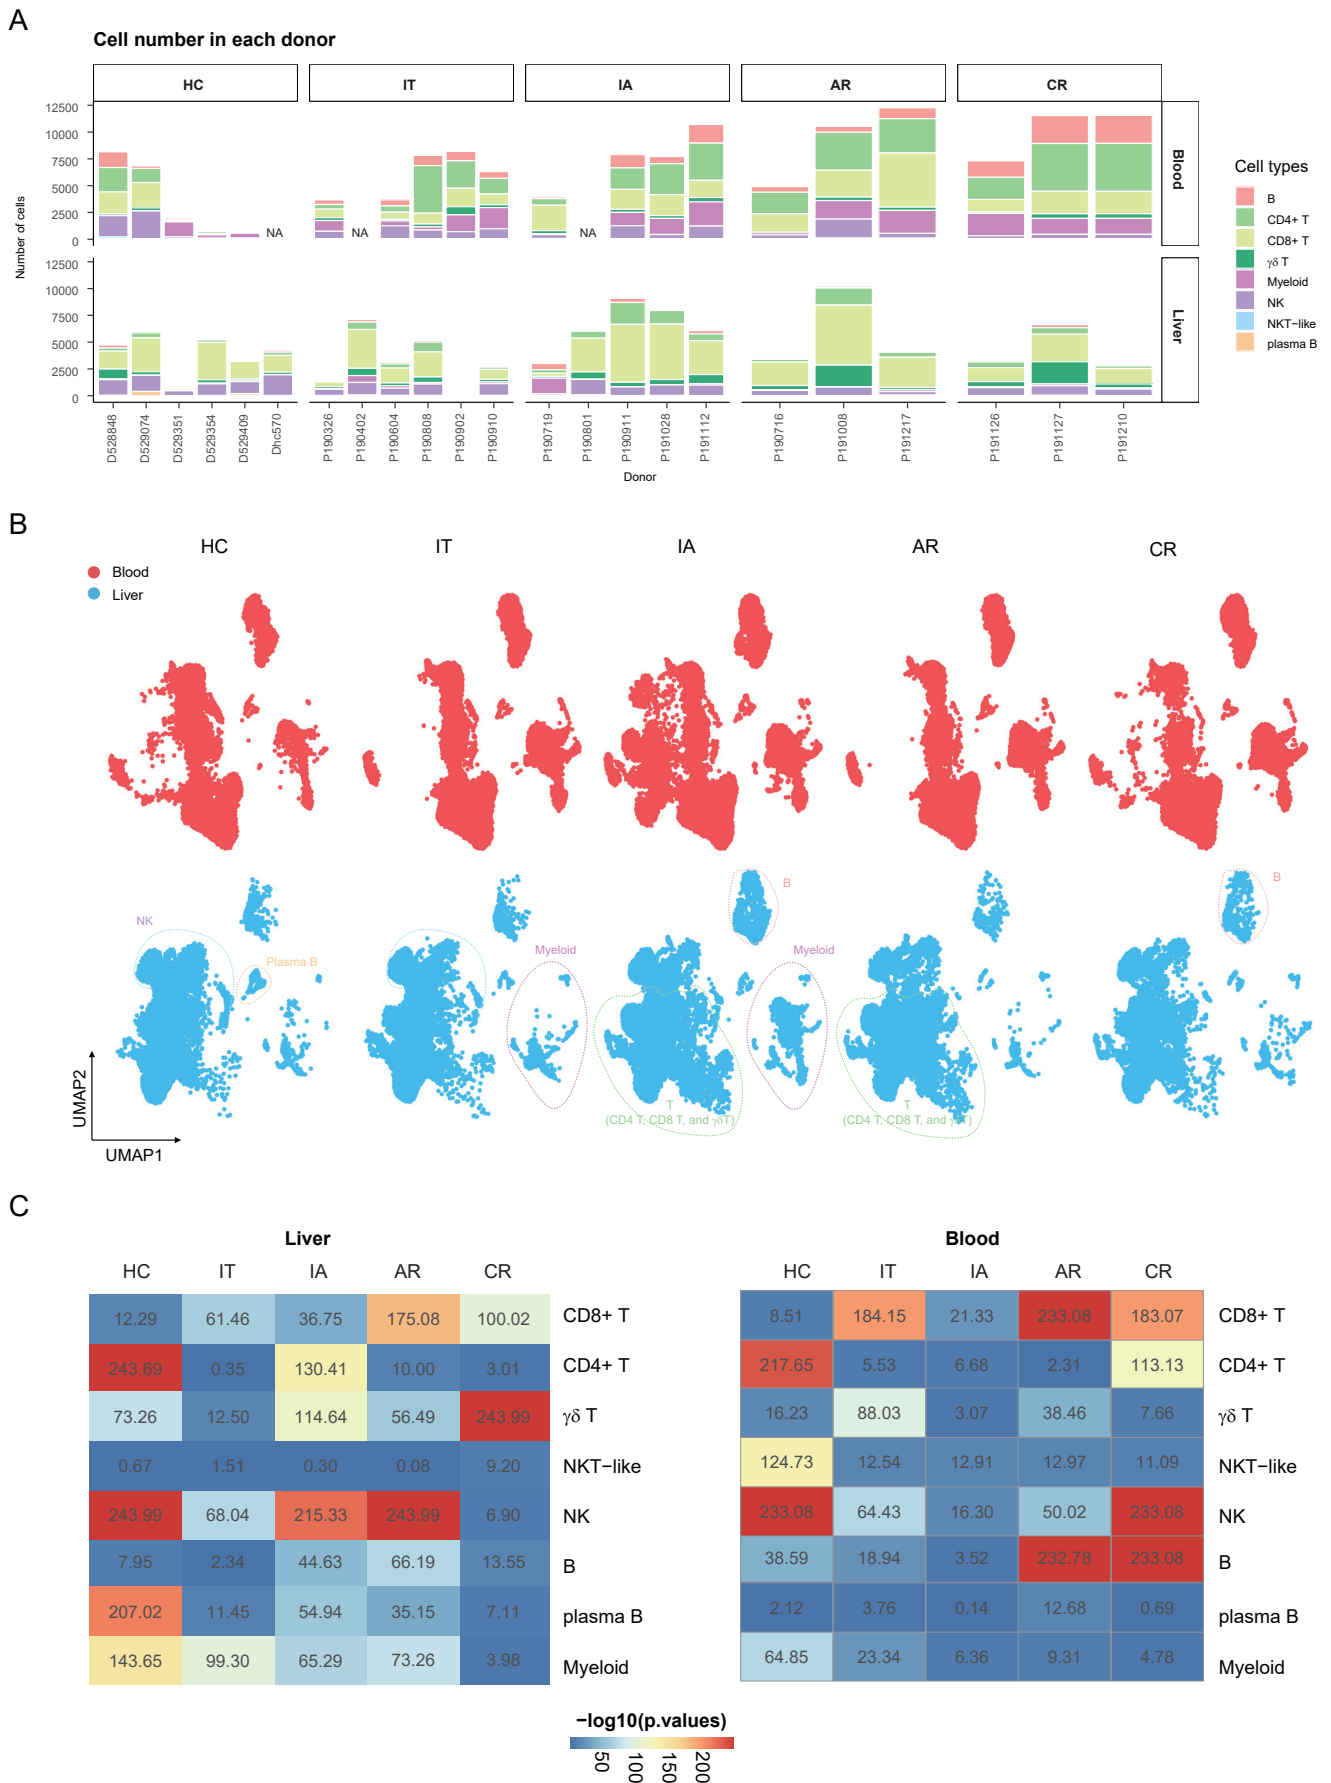 A
Cell number in each donor
HC IT IA AR CR
Number of cells
12500
10000
7500
5000
2500
0
NA NA NA
Blood
12500
10000
7500
5000
2500
0
Liver
D528848 D529074 D529351 D529354 D529409 Dhc570 P190326 P190402 P190604 P190808 P190902 P190910 P190719 P190801 P190911 P191028 P191112 P190716 P191008 P191217 P191126 P191127 P191210
Donor
Cell types
B
CD4+ T
CD8+ T
γδ T
Myeloid
NK
NKT−like
plasma B
B
HC IT IA AR CR
Blood
Liver
NK
Plasma B
Myeloid
B
Myeloid
B
T
(CD4 T, CD8 T, and γδT)
T
(CD4 T, CD8 T, and γδT)
UMAP2
UMAP1
C
Liver
HC IT IA AR CR
12.29 61.46 36.75 175.08 100.02 CD8+ T
243.69 0.35 130.41 10.00 3.01 CD4+ T
73.26 12.50 114.64 56.49 243.99 γδ T
0.67 1.51 0.30 0.08 9.20 NKT−like
243.99 68.04 215.33 243.99 6.90 NK
7.95 2.34 44.63 66.19 13.55 B
207.02 11.45 54.94 35.15 7.11 plasma B
143.65 99.30 65.29 73.26 3.98 Myeloid
Blood
HC IT IA AR CR
8.51 184.15 21.33 233.08 183.07 CD8+ T
217.65 5.53 6.68 2.31 113.13 CD4+ T
16.23 88.03 3.07 38.46 7.66 γδ T
124.73 12.54 12.91 12.97 11.09 NKT−like
233.08 64.43 16.30 50.02 233.08 NK
38.59 18.94 3.52 232.78 233.08 B
2.12 3.76 0.14 12.68 0.69 plasma B
64.85 23.34 6.36 9.31 4.78 Myeloid
−log10(p.values)
50 100 150 200